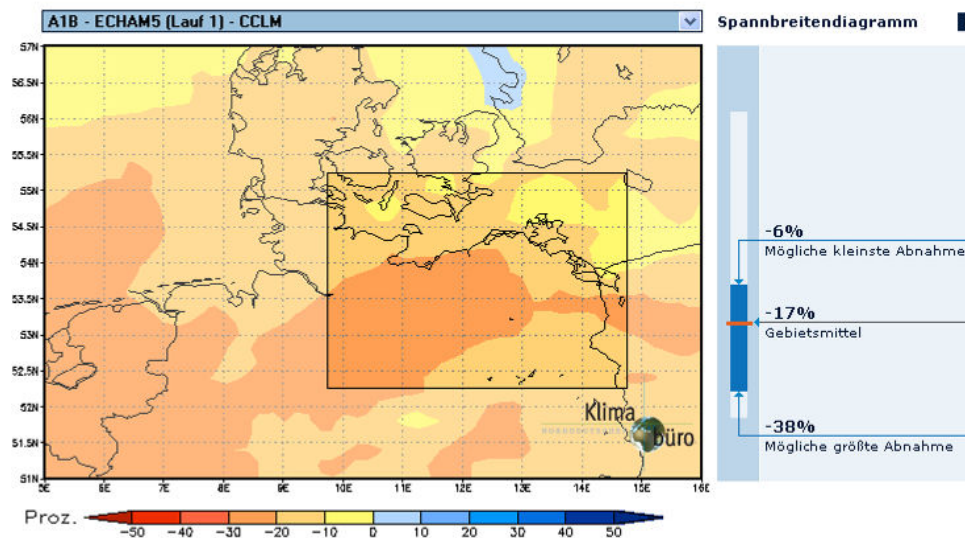 A1B - ECHAM5 (Lauf 1) - CCLM
Spannbreitendiagramm
57N
56.5N
56N
55.5N
55N
54.5N
54N
53.5N
53N
52.5N
52N
51.5N
51N
5E 6E 7E 8E 9E 10E 11E 12E 13E 14E 15E 16E
Klima
büro
Proz.
-50 -40 -30 -20 -10 0 10 20 30 40 50
-6%
Mögliche kleinste Abnahme
-17%
Gebietsmittel
-38%
Mögliche größte Abnahme